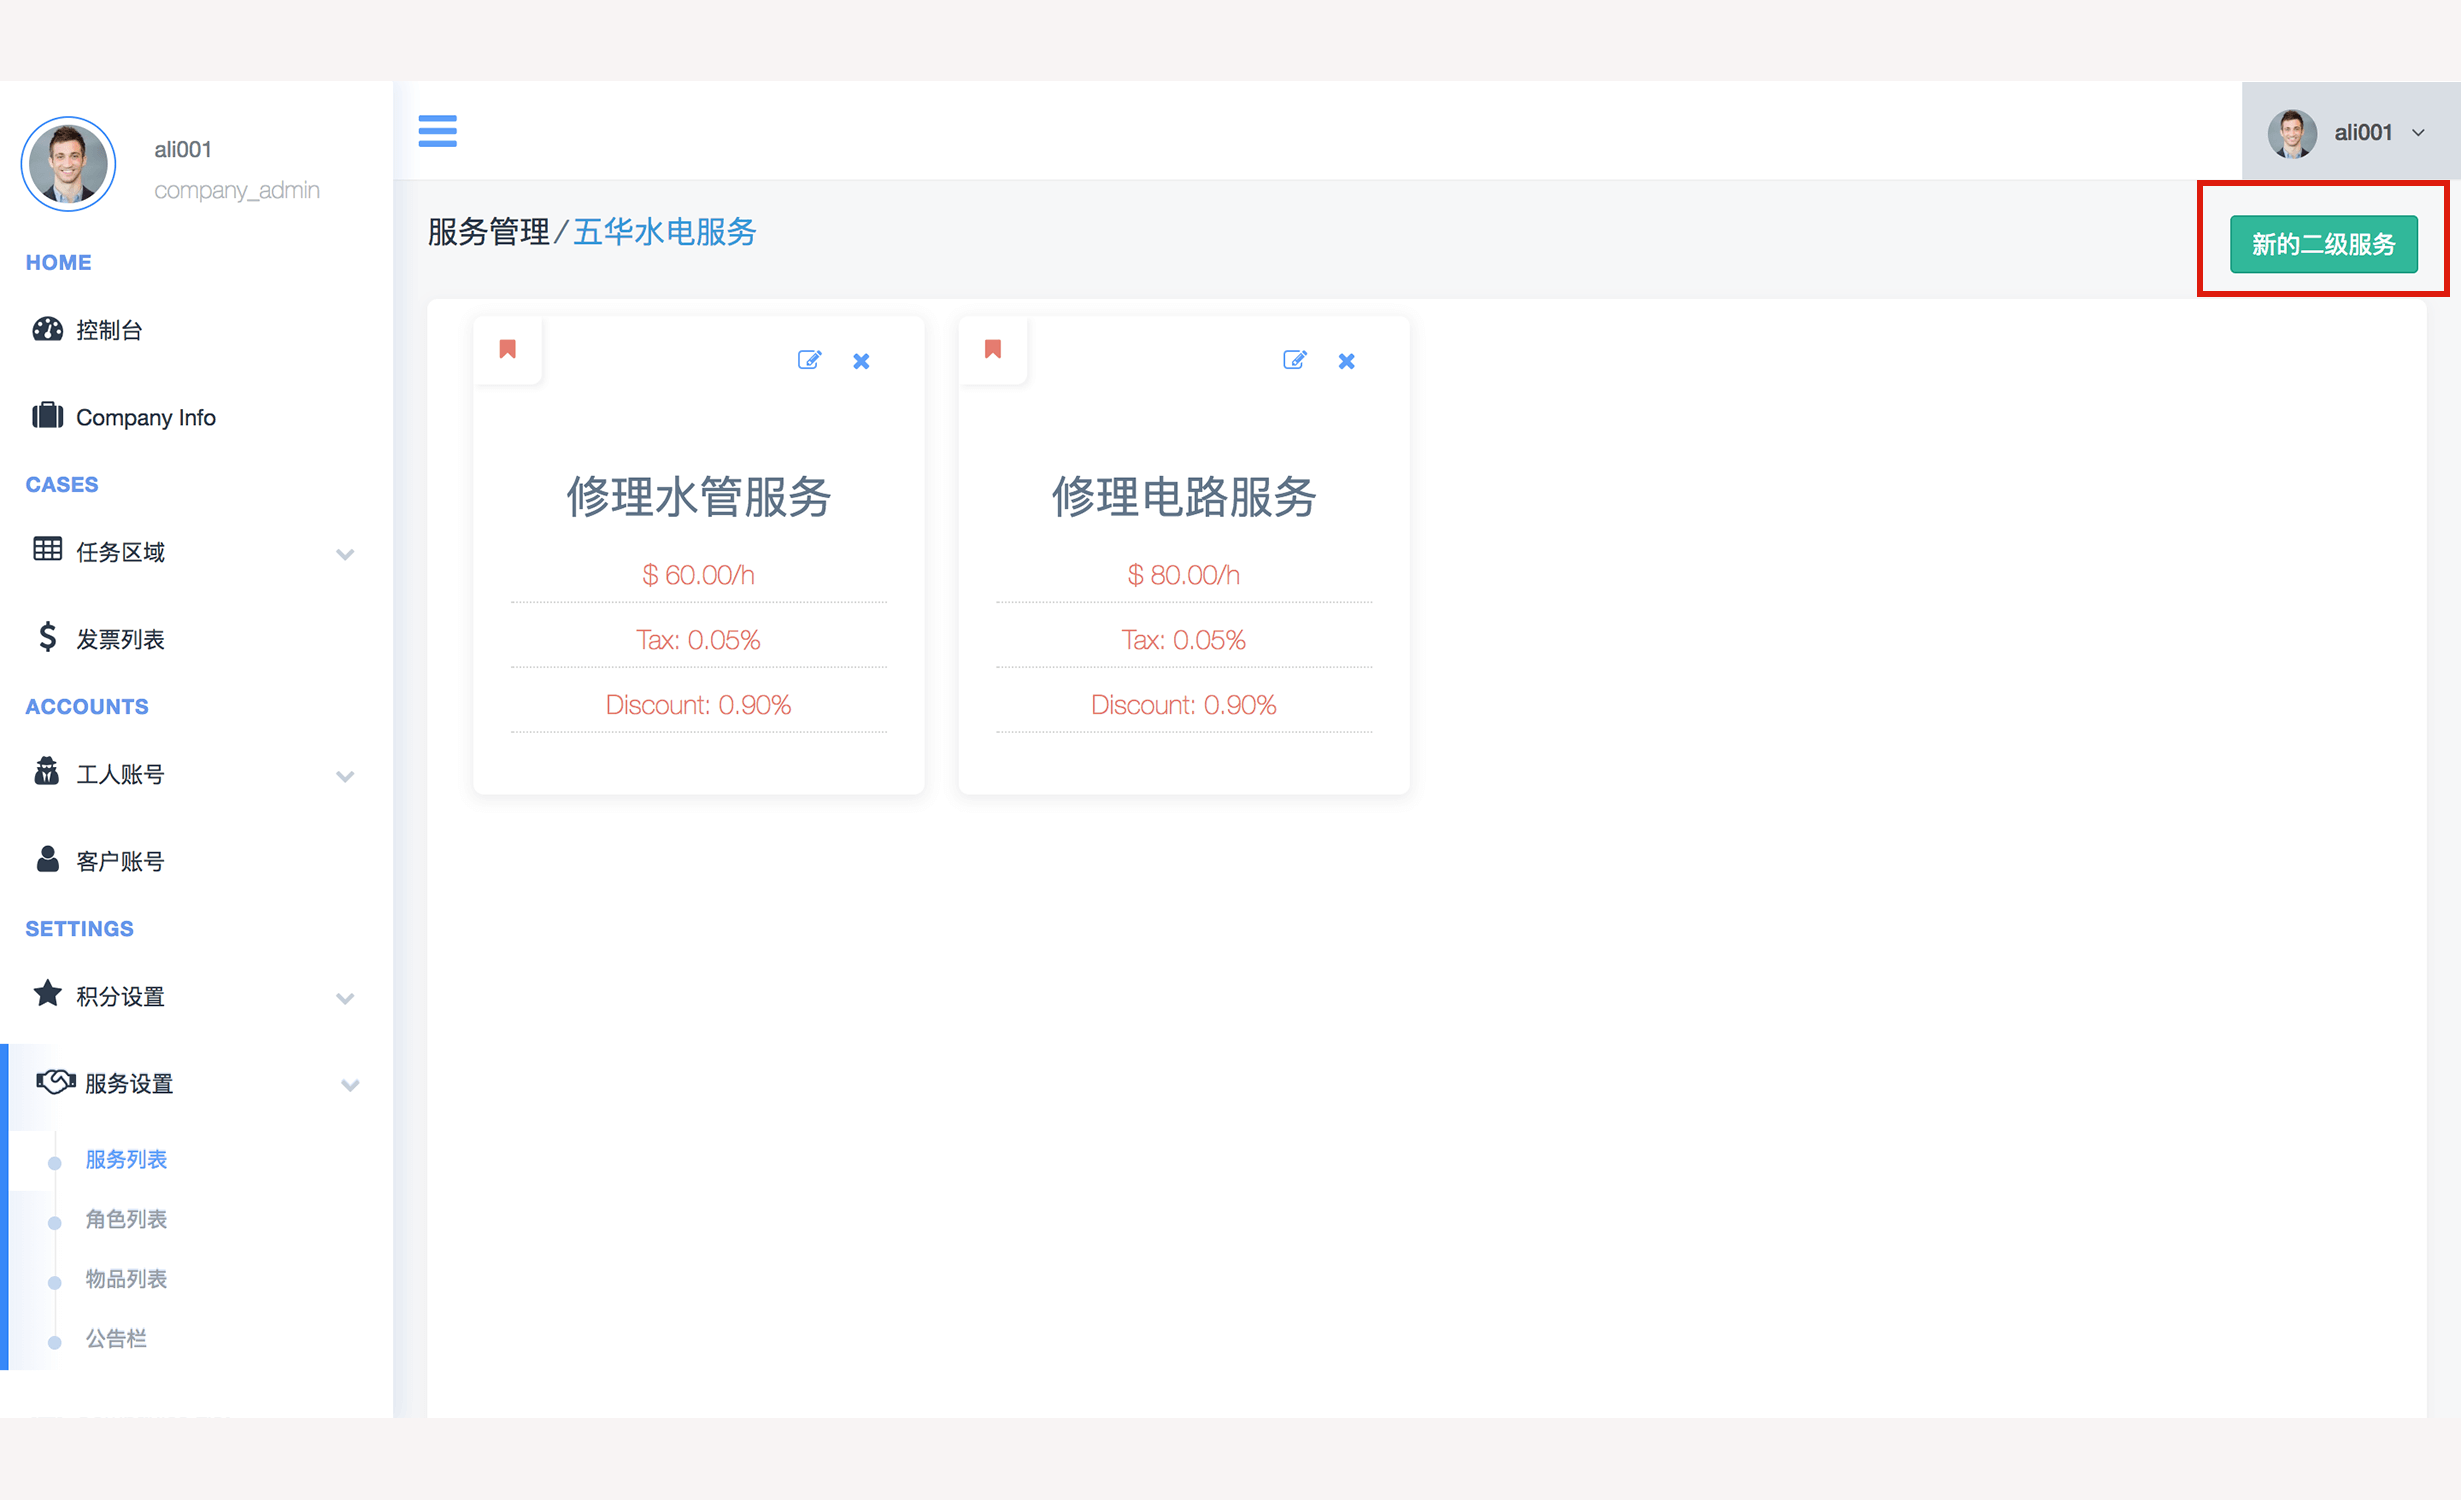 ali001
company_admin
HOME
控制台
Company Info
CASES
任务区域
发票列表
ACCOUNTS
工人账号
客户账号
SETTINGS
积分设置
服务设置
服务列表
角色列表
物品列表
公告栏
ali001
服务管理/五华水电服务
新的二级服务
修理水管服务
$ 60.00/h
Tax: 0.05%
Discount: 0.90%
修理电路服务
$ 80.00/h
Tax: 0.05%
Discount: 0.90%